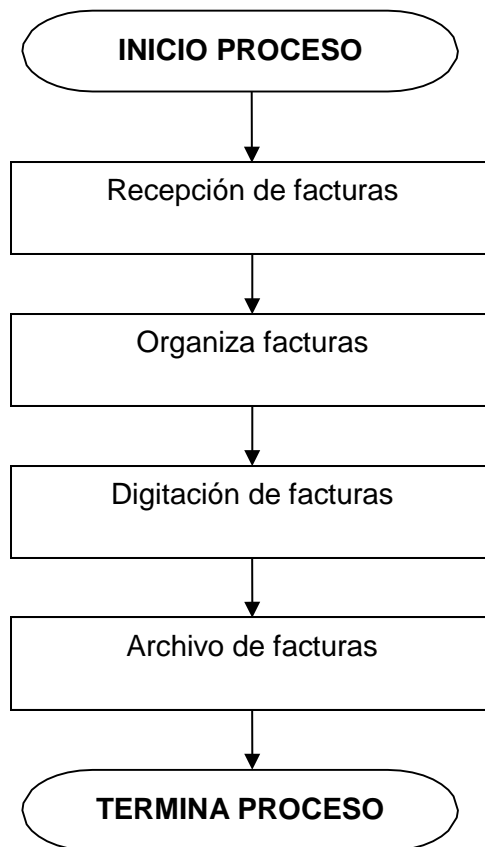 INICIO PROCESO
Recepción de facturas
Organiza facturas
Digitación de facturas
Archivo de facturas
TERMINA PROCESO